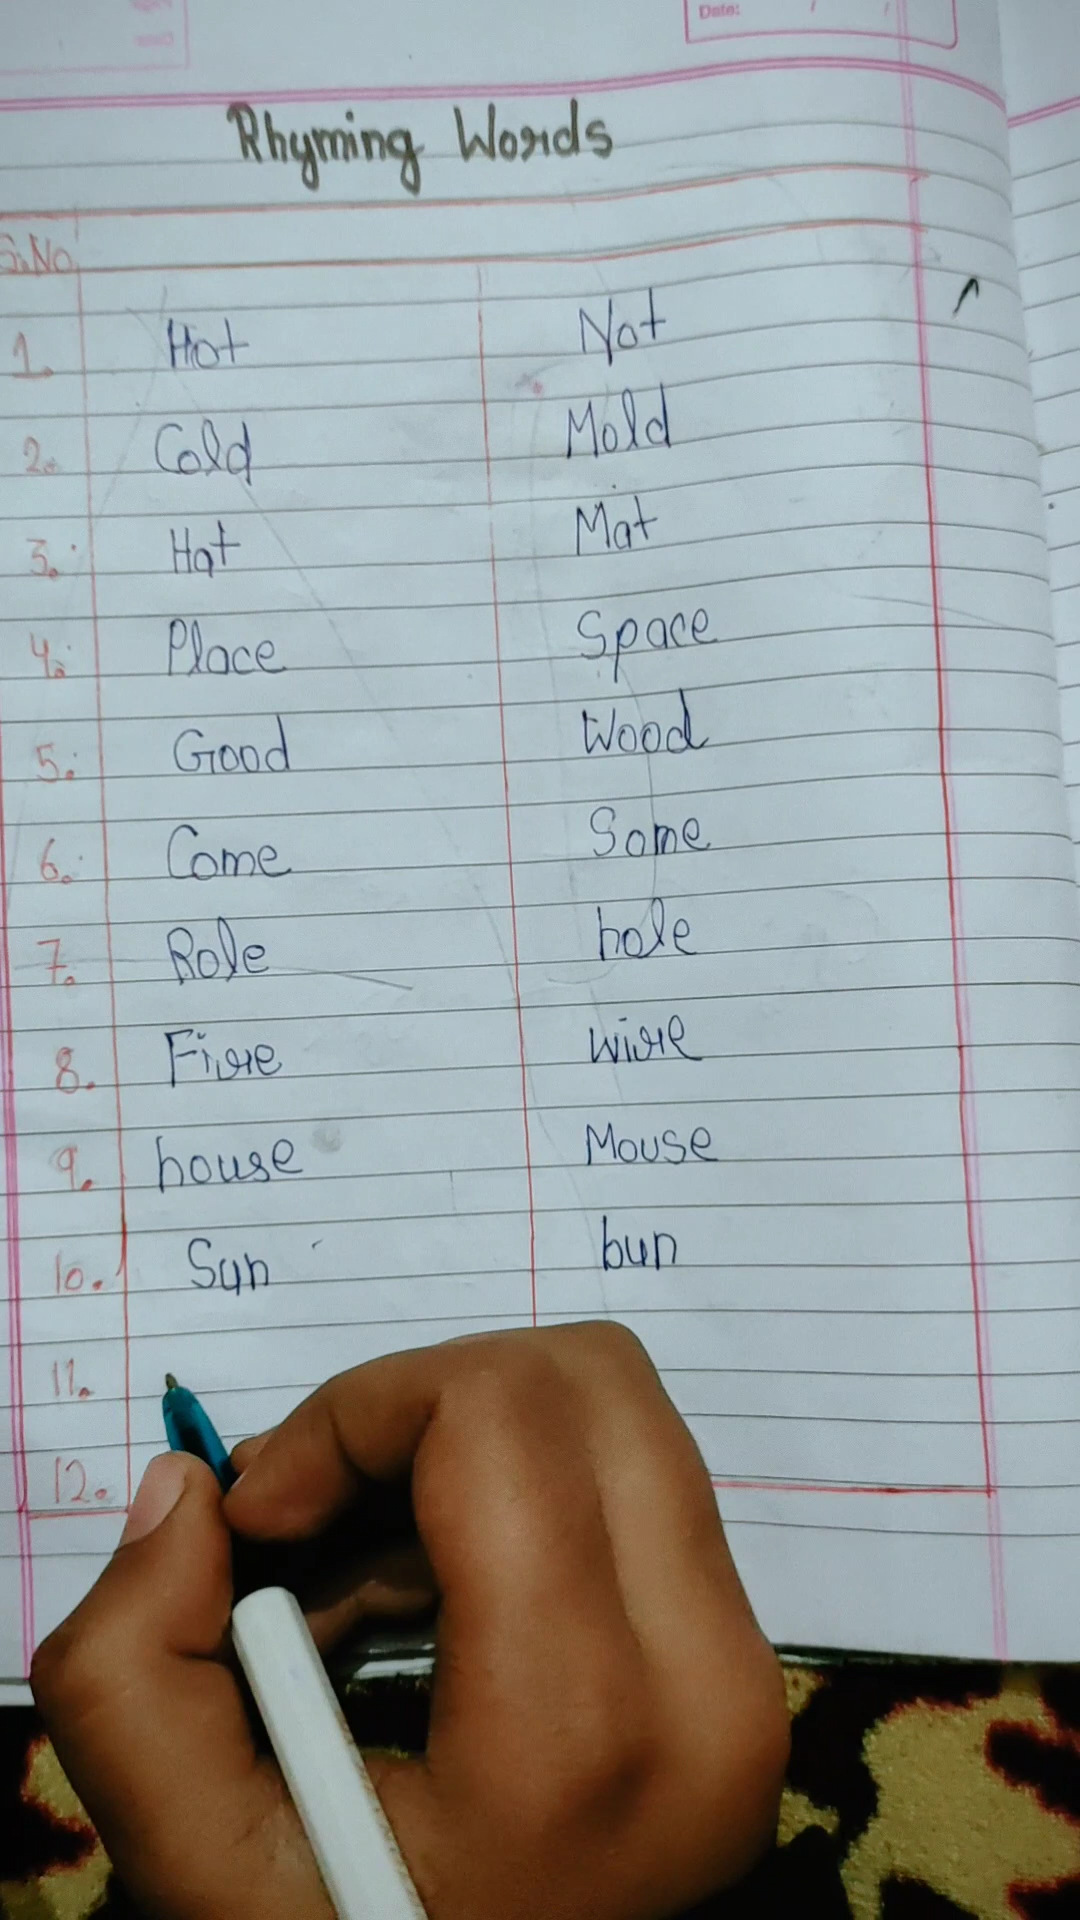 Date: / /
Rhyming Words
S.No.
1. Hot Not
2. Cold Mold
3. Hat Mat
4. Place Space
5. Good Wood
6. Come Some
7. Role hole
8. Fire wire
9. house Mouse
10. Sun bun
11.
12.